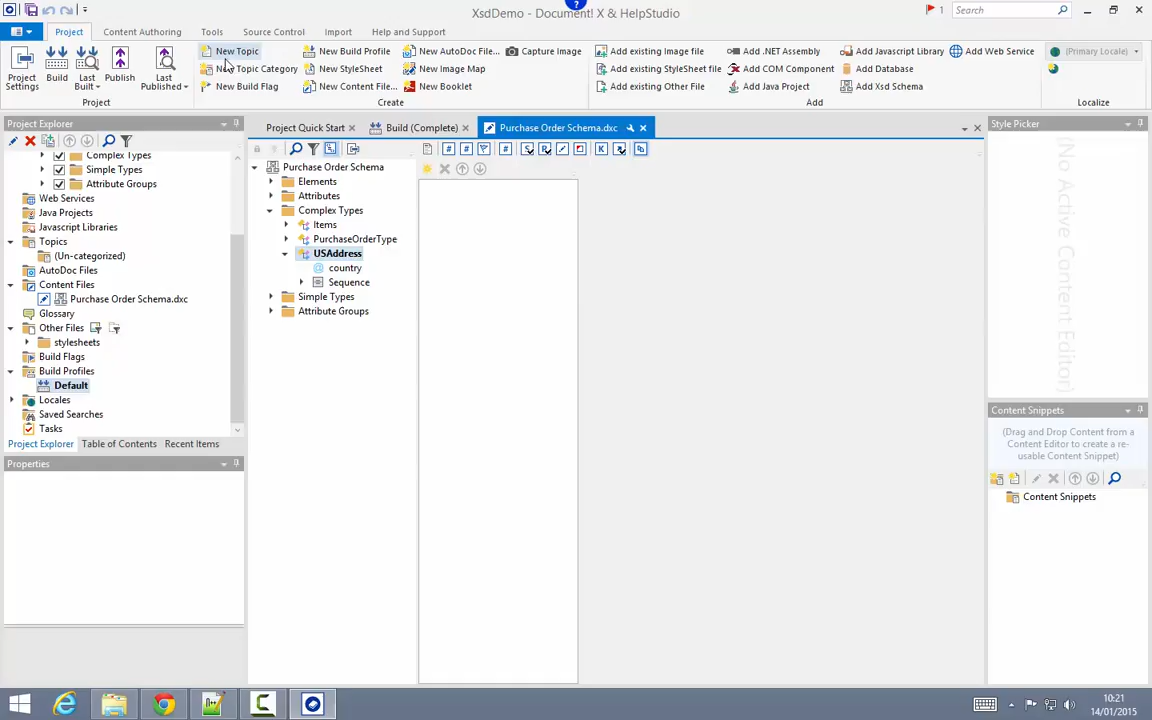 XsdDemo - Document! X & HelpStudio
1
Search
Project
Content Authoring
Tools
Source Control
Import
Help and Support
Project Settings
Build
Last Built
Publish
Last Published
New Topic
New Topic Category
New Build Flag
New Build Profile
New StyleSheet
New Content File...
New AutoDoc File...
New Image Map
New Booklet
Capture Image
Add existing Image file
Add existing StyleSheet file
Add existing Other File
Add .NET Assembly
Add COM Component
Add Java Project
Add Javascript Library
Add Database
Add Xsd Schema
Add Web Service
(Primary Locale)
Project
Create
Add
Localize
Project Explorer
Complex Types
Simple Types
Attribute Groups
Web Services
Java Projects
Javascript Libraries
Topics
(Un-categorized)
AutoDoc Files
Content Files
Purchase Order Schema.dxc
Glossary
Other Files
stylesheets
Build Flags
Build Profiles
Default
Locales
Saved Searches
Tasks
Project Explorer
Table of Contents
Recent Items
Properties
Project Quick Start
Build (Complete)
Purchase Order Schema.dxc
Purchase Order Schema
Elements
Attributes
Complex Types
Items
PurchaseOrderType
USAddress
country
Sequence
Simple Types
Attribute Groups
Style Picker
(No Active Content Editor)
Content Snippets
(Drag and Drop Content from a
Content Editor to create a re-
usable Content Snippet)
Content Snippets
10:21
14/01/2015